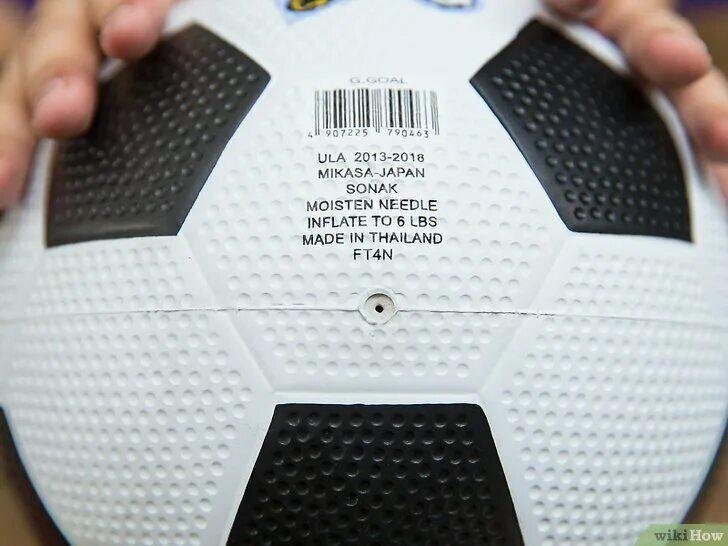 G.GOAL
4 907225 790463
ULA 2013-2018
MIKASA-JAPAN
SONAK
MOISTEN NEEDLE
INFLATE TO 6 LBS
MADE IN THAILAND
FT4N
wikiHow